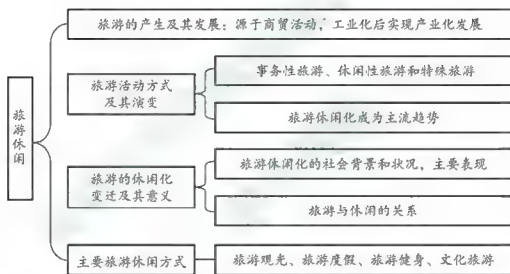 旅游的产生及其发展：源于商贸活动，工业化后实现产业化发展
旅游休闲
旅游活动方式
及其演变
事务性旅游、休闲性旅游和特殊旅游
旅游休闲化成为主流趋势
旅游的休闲化
变迁及其意义
旅游休闲化的社会背景和状况，主要表现
旅游与休闲的关系
主要旅游休闲方式
旅游观光、旅游度假、旅游健身、文化旅游